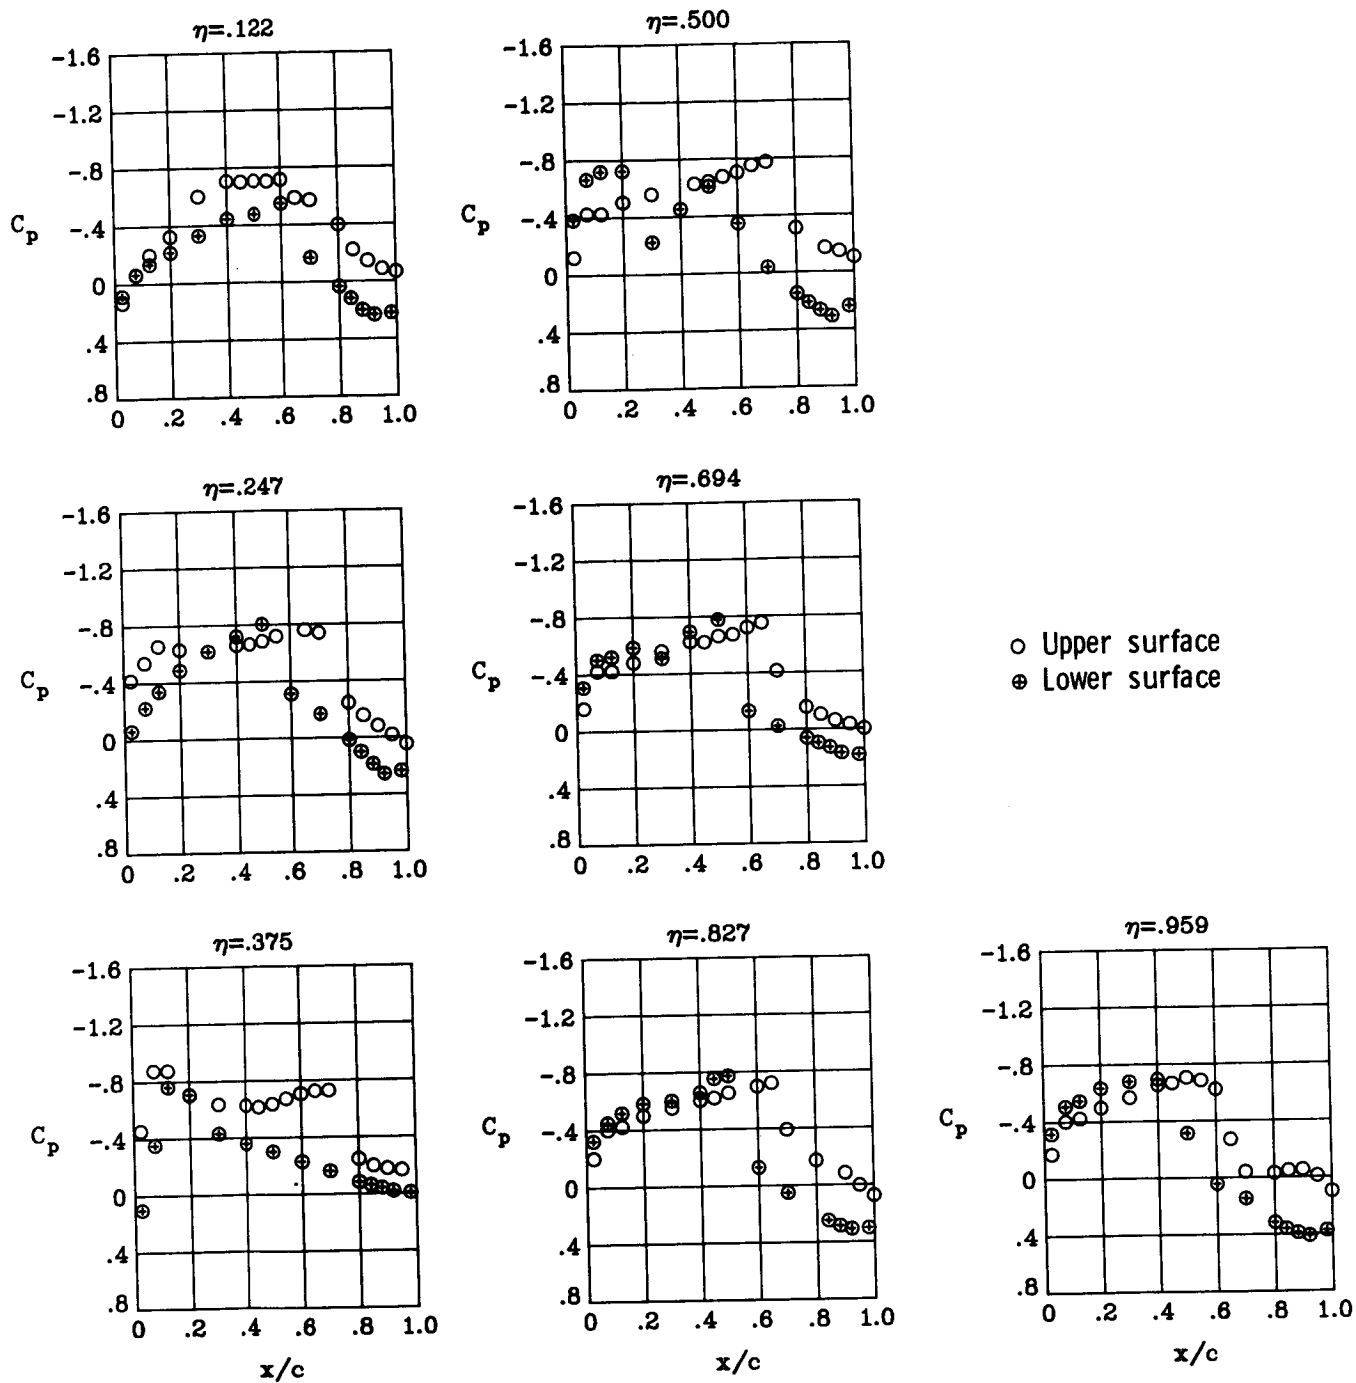 η=.122
-1.6
-1.2
-.8
-.4
0
.4
.8
C_p
0 .2 .4 .6 .8 1.0
η=.500
-1.6
-1.2
-.8
-.4
0
.4
.8
C_p
0 .2 .4 .6 .8 1.0
η=.247
-1.6
-1.2
-.8
-.4
0
.4
.8
C_p
0 .2 .4 .6 .8 1.0
η=.694
-1.6
-1.2
-.8
-.4
0
.4
.8
C_p
0 .2 .4 .6 .8 1.0
Upper surface
Lower surface
η=.375
-1.6
-1.2
-.8
-.4
0
.4
.8
C_p
0 .2 .4 .6 .8 1.0
x/c
η=.827
-1.6
-1.2
-.8
-.4
0
.4
.8
C_p
0 .2 .4 .6 .8 1.0
x/c
η=.959
-1.6
-1.2
-.8
-.4
0
.4
.8
C_p
0 .2 .4 .6 .8 1.0
x/c